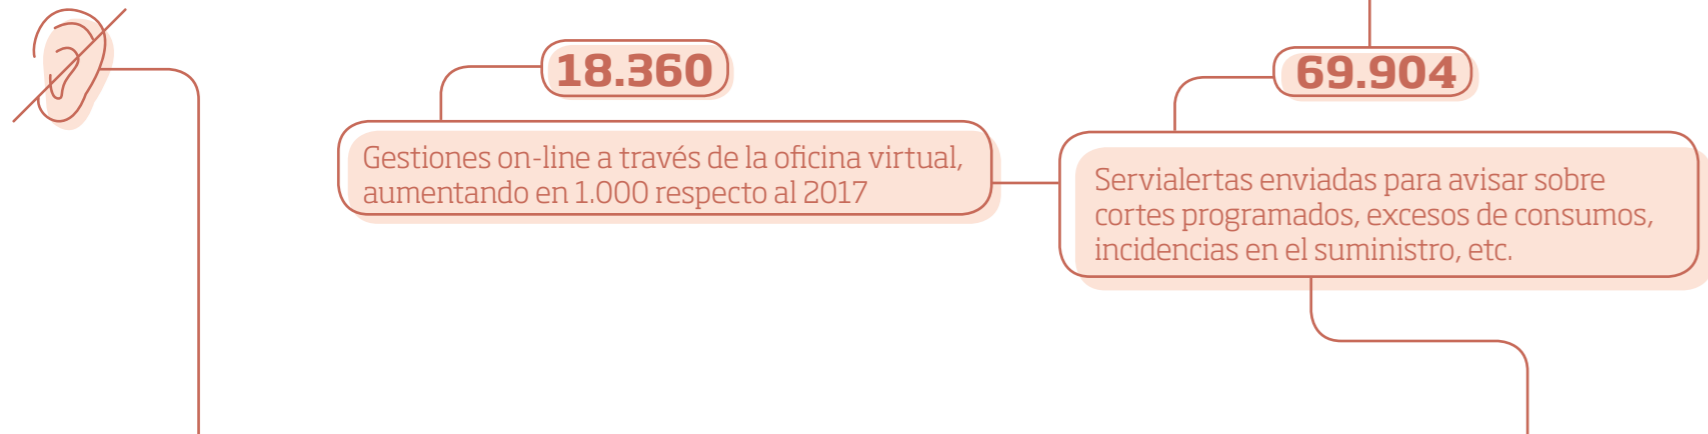 18.360
Gestiones on-line a través de la oficina virtual,
aumentando en 1.000 respecto al 2017
69.904
Servialertas enviadas para avisar sobre
cortes programados, excesos de consumos,
incidencias en el suministro, etc.